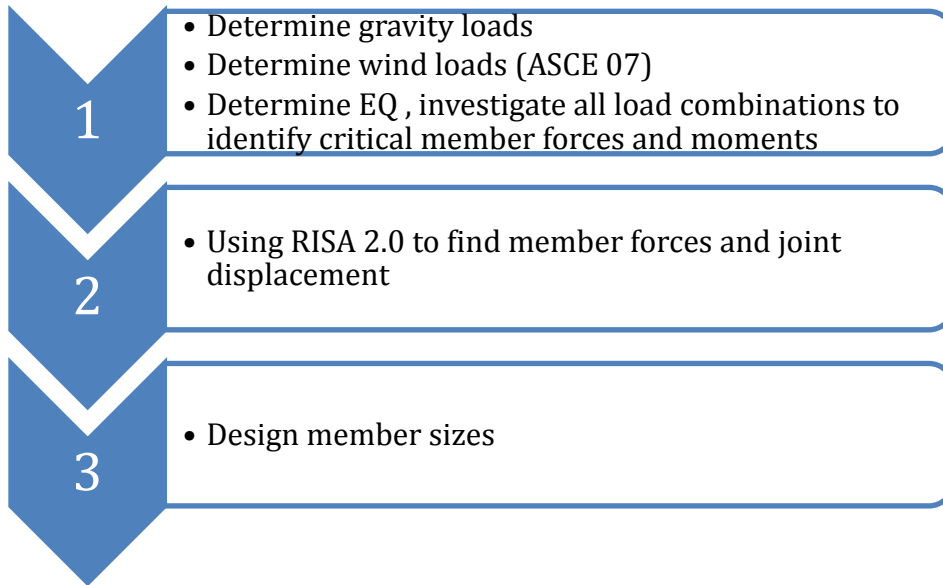 1
• Determine gravity loads
• Determine wind loads (ASCE 07)
• Determine EQ , investigate all load combinations to
identify critical member forces and moments
2
• Using RISA 2.0 to find member forces and joint
displacement
3
• Design member sizes